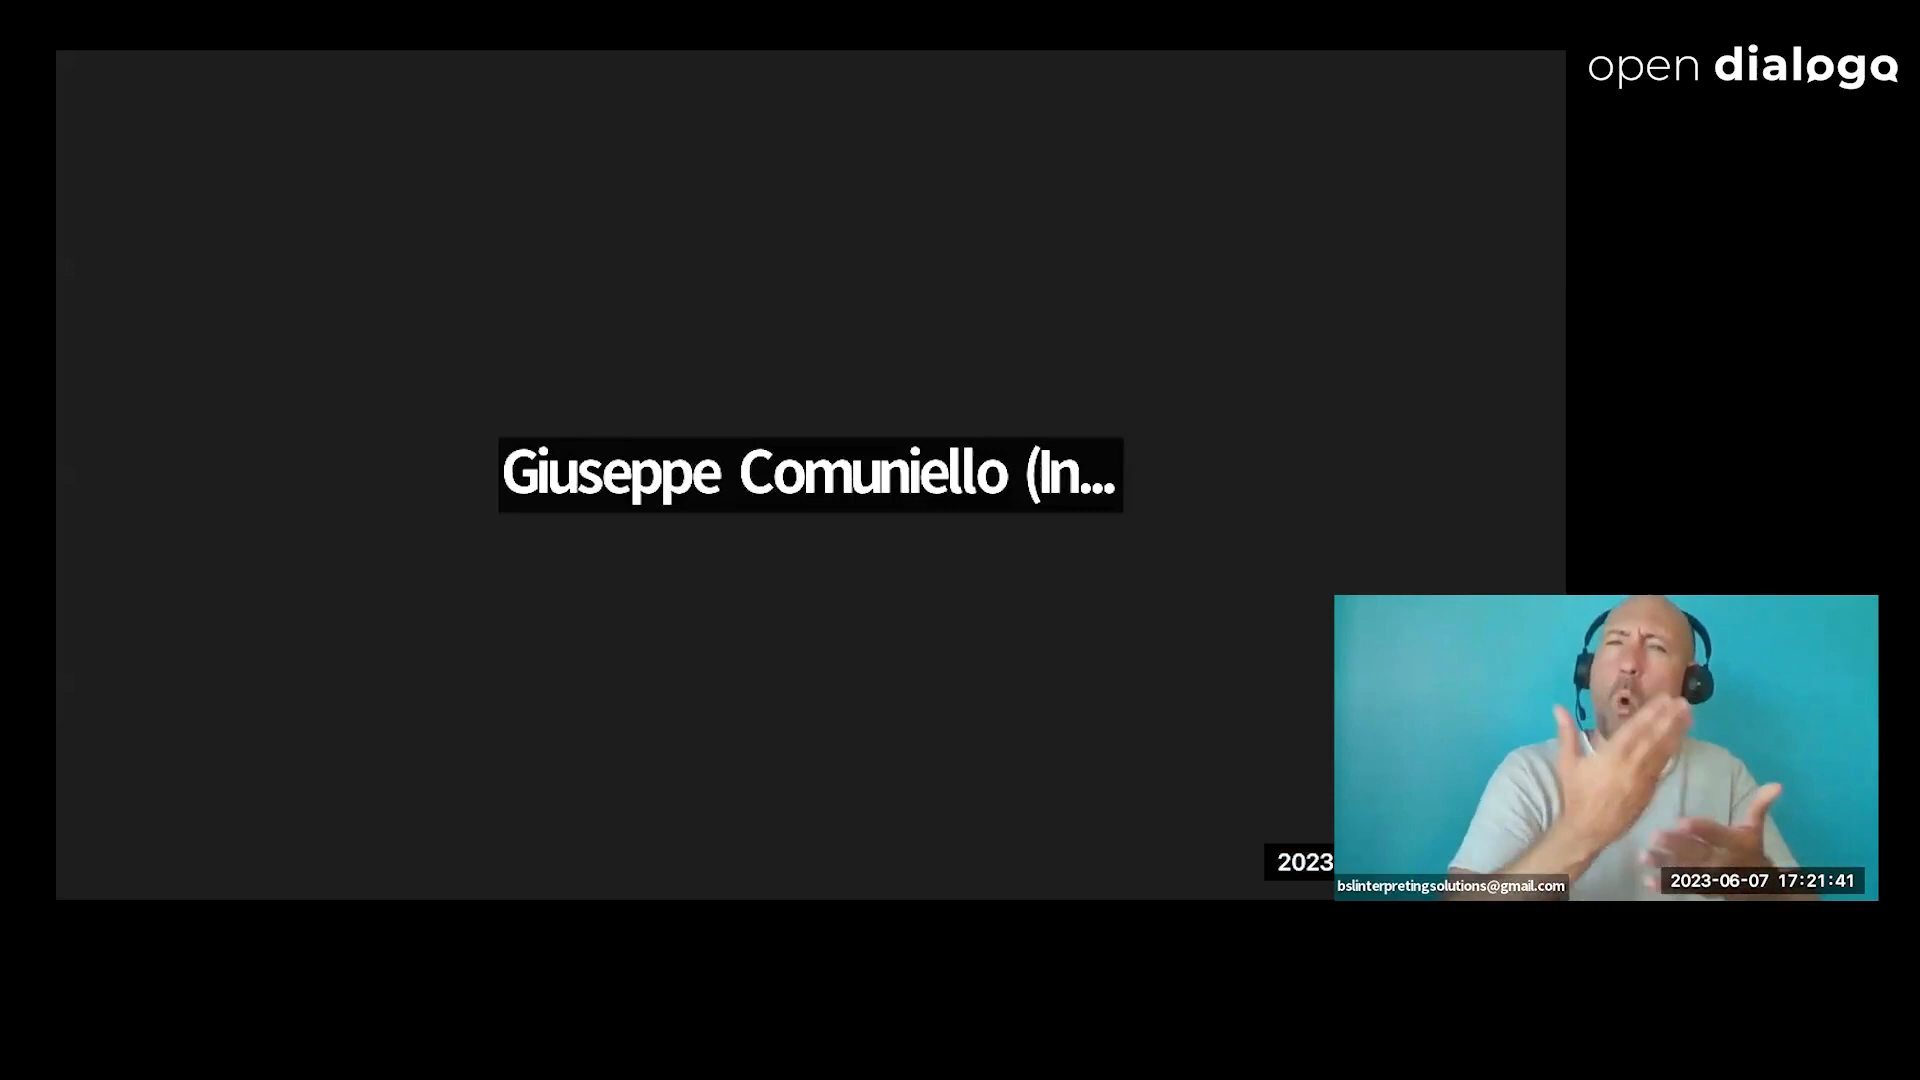 open dialogo
Giuseppe Comuniello (In...
2023
bslinterpretingsolutions@gmail.com
2023-06-07 17:21:41